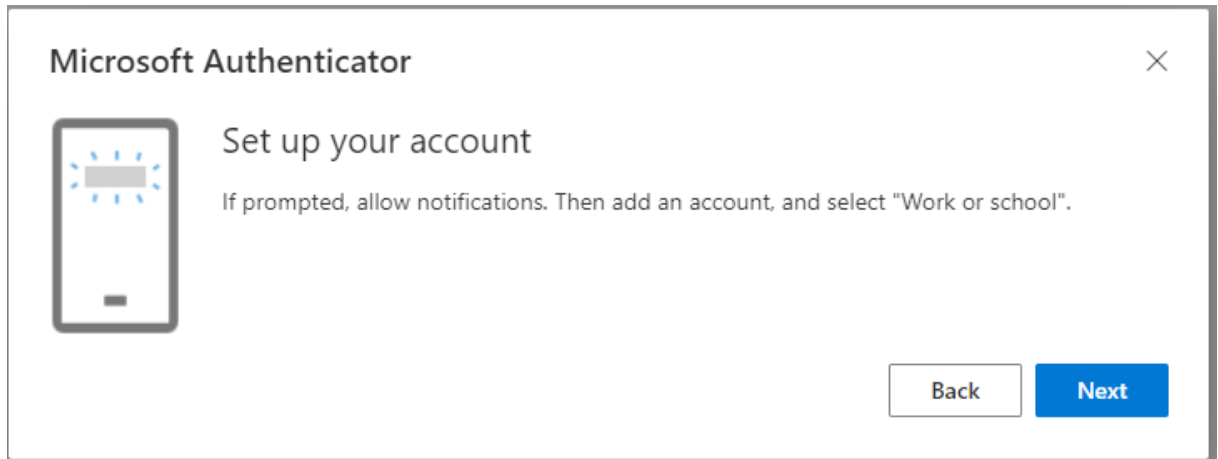 Microsoft Authenticator
Set up your account
If prompted, allow notifications. Then add an account, and select "Work or school".
Back
Next